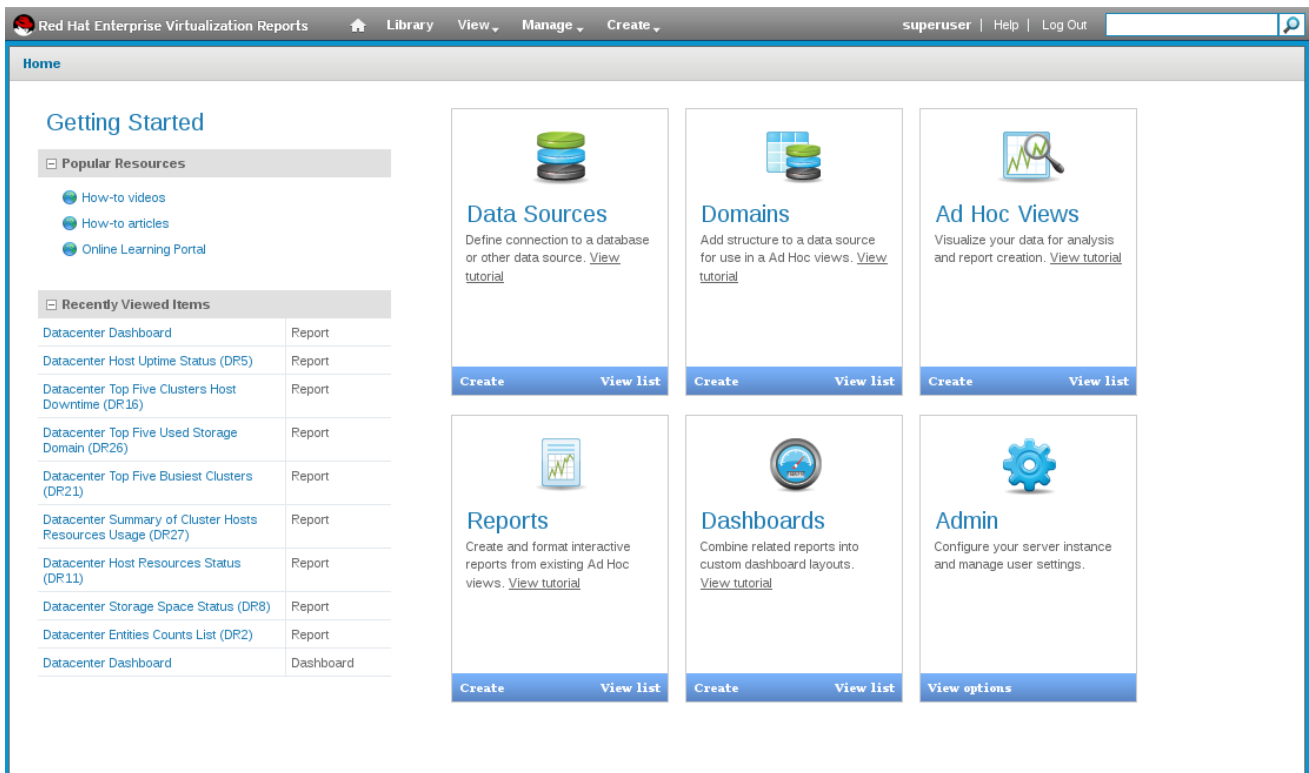 Red Hat Enterprise Virtualization Reports
Library
View
Manage
Create
superuser | Help | Log Out
Home
Getting Started
Popular Resources
How-to videos
How-to articles
Online Learning Portal
Recently Viewed Items
Datacenter Dashboard Report
Datacenter Host Uptime Status (DR5) Report
Datacenter Top Five Clusters Host Report
Downtime (DR16)
Datacenter Top Five Used Storage Report
Domain (DR26)
Datacenter Top Five Busiest Clusters Report
(DR21)
Datacenter Summary of Cluster Hosts Report
Resources Usage (DR27)
Datacenter Host Resources Status Report
(DR11)
Datacenter Storage Space Status (DR8) Report
Datacenter Entities Counts List (DR2) Report
Datacenter Dashboard Dashboard
Data Sources
Define connection to a database
or other data source. View
tutorial
Create View list
Domains
Add structure to a data source
for use in a Ad Hoc views. View
tutorial
Create View list
Ad Hoc Views
Visualize your data for analysis
and report creation. View tutorial
Create View list
Reports
Create and format interactive
reports from existing Ad Hoc
views. View tutorial
Create View list
Dashboards
Combine related reports into
custom dashboard layouts.
View tutorial
Create View list
Admin
Configure your server instance
and manage user settings.
View options